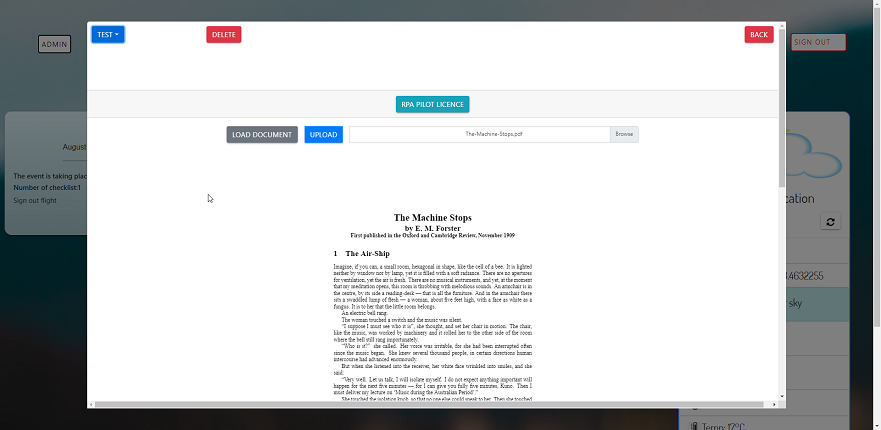 TEST
DELETE
BACK
ADMIN
SIGN OUT
RPA PILOT LICENCE
LOAD DOCUMENT
UPLOAD
The-Machine-Stops.pdf
Browse
August
The event is taking plac
Number of checklist:1
Sign out flight
cation
4632255
sky
Temp: 17°C
The Machine Stops
by E. M. Forster
First published in the Oxford and Cambridge Review, November 1909
1 The Air-Ship
Imagine, if you can, a small room, hexagonal in shape, like the cell of a bee. It is lighted
neither by window nor by lamp, yet it is filled with a soft radiance. There are no apertures
for ventilation, yet the air is fresh. There are no musical instruments, and yet, at the moment
that my meditation opens, this room is throbbing with melodious sounds. An armchair is in
the centre, by its side a reading-desk — that is all the furniture. And in the armchair there
sits a swaddled lump of flesh — a woman, about five feet high, with a face as white as a
fungus. It is to her that the little room belongs.
An electric bell rang.
The woman touched a switch and the music was silent.
"I suppose I must see who it is", she thought, and set her chair in motion. The chair,
like the music, was worked by machinery and it rolled her to the other side of the room
where the bell still rang importunately.
"Who is it?" she called. Her voice was irritable, for she had been interrupted often
since the music began. She knew several thousand people, in certain directions human
intercourse had advanced enormously.
But when she listened into the receiver, her white face wrinkled into smiles, and she
said:
"Very well. Let us talk, I will isolate myself. I do not expect anything important will
happen for the next five minutes — for I can give you fully five minutes, Kuno. Then I
must deliver my lecture on "Music during the Australian Period"."
She touched the isolation knob, so that no one else could speak to her. Then she touched